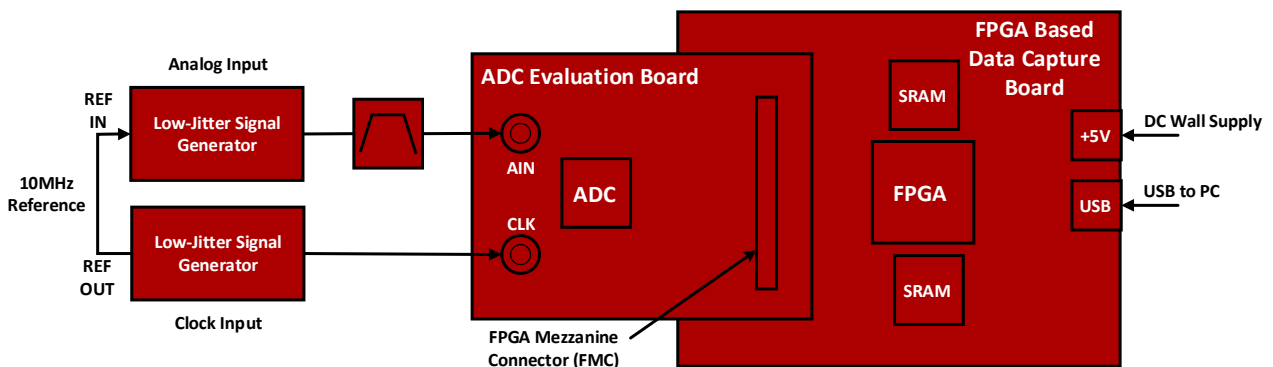 Analog Input
REF
IN
Low-Jitter Signal
Generator
10MHz
Reference
Low-Jitter Signal
Generator
REF
OUT
Clock Input
ADC Evaluation Board
AIN
ADC
CLK
FPGA Mezzanine
Connector (FMC)
FPGA Based
Data Capture
Board
SRAM
FPGA
SRAM
+5V
DC Wall Supply
USB
USB to PC